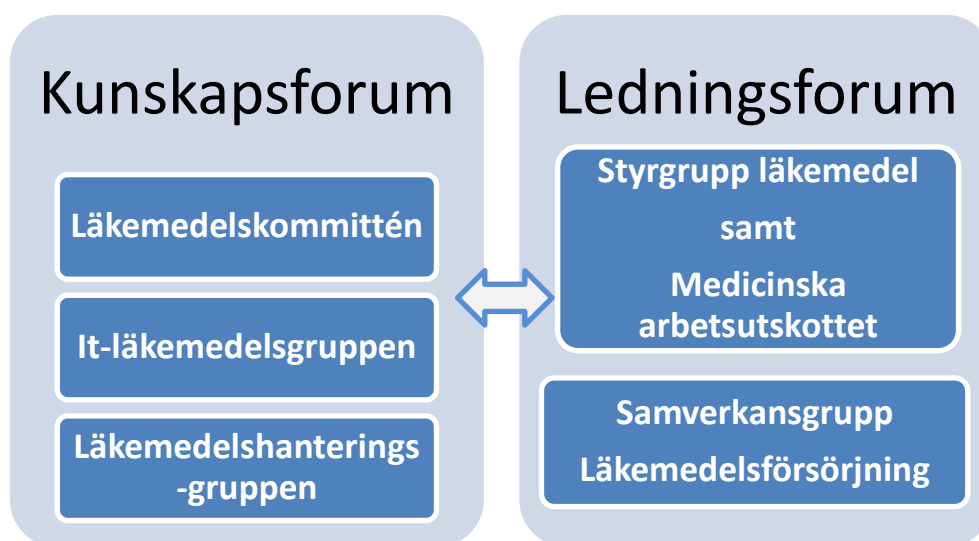 Kunskapsforum
Läkemedelskommittén
It-läkemedelsgruppen
Läkemedelshanterings
-gruppen
Ledningsforum
Styrgrupp läkemedel
samt
Medicinska
arbetsutskottet
Samverkansgrupp
Läkemedelsförsörjning